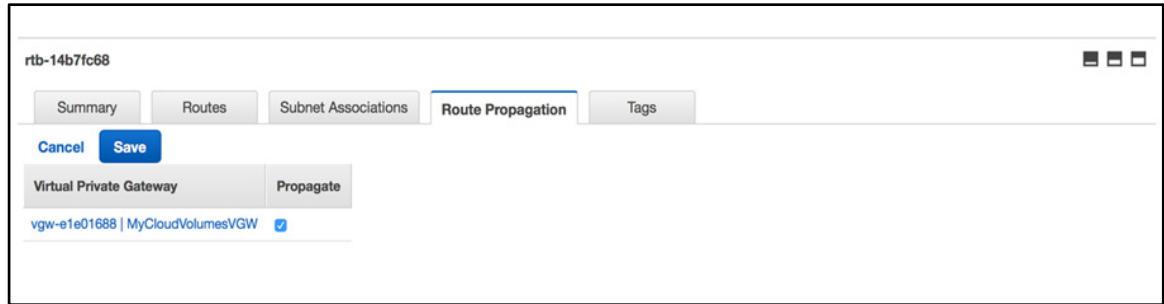 rtb-14b7fc68
Summary Routes Subnet Associations Route Propagation Tags
Cancel Save
Virtual Private Gateway Propagate
vgw-e1e01688 | MyCloudVolumesVGW